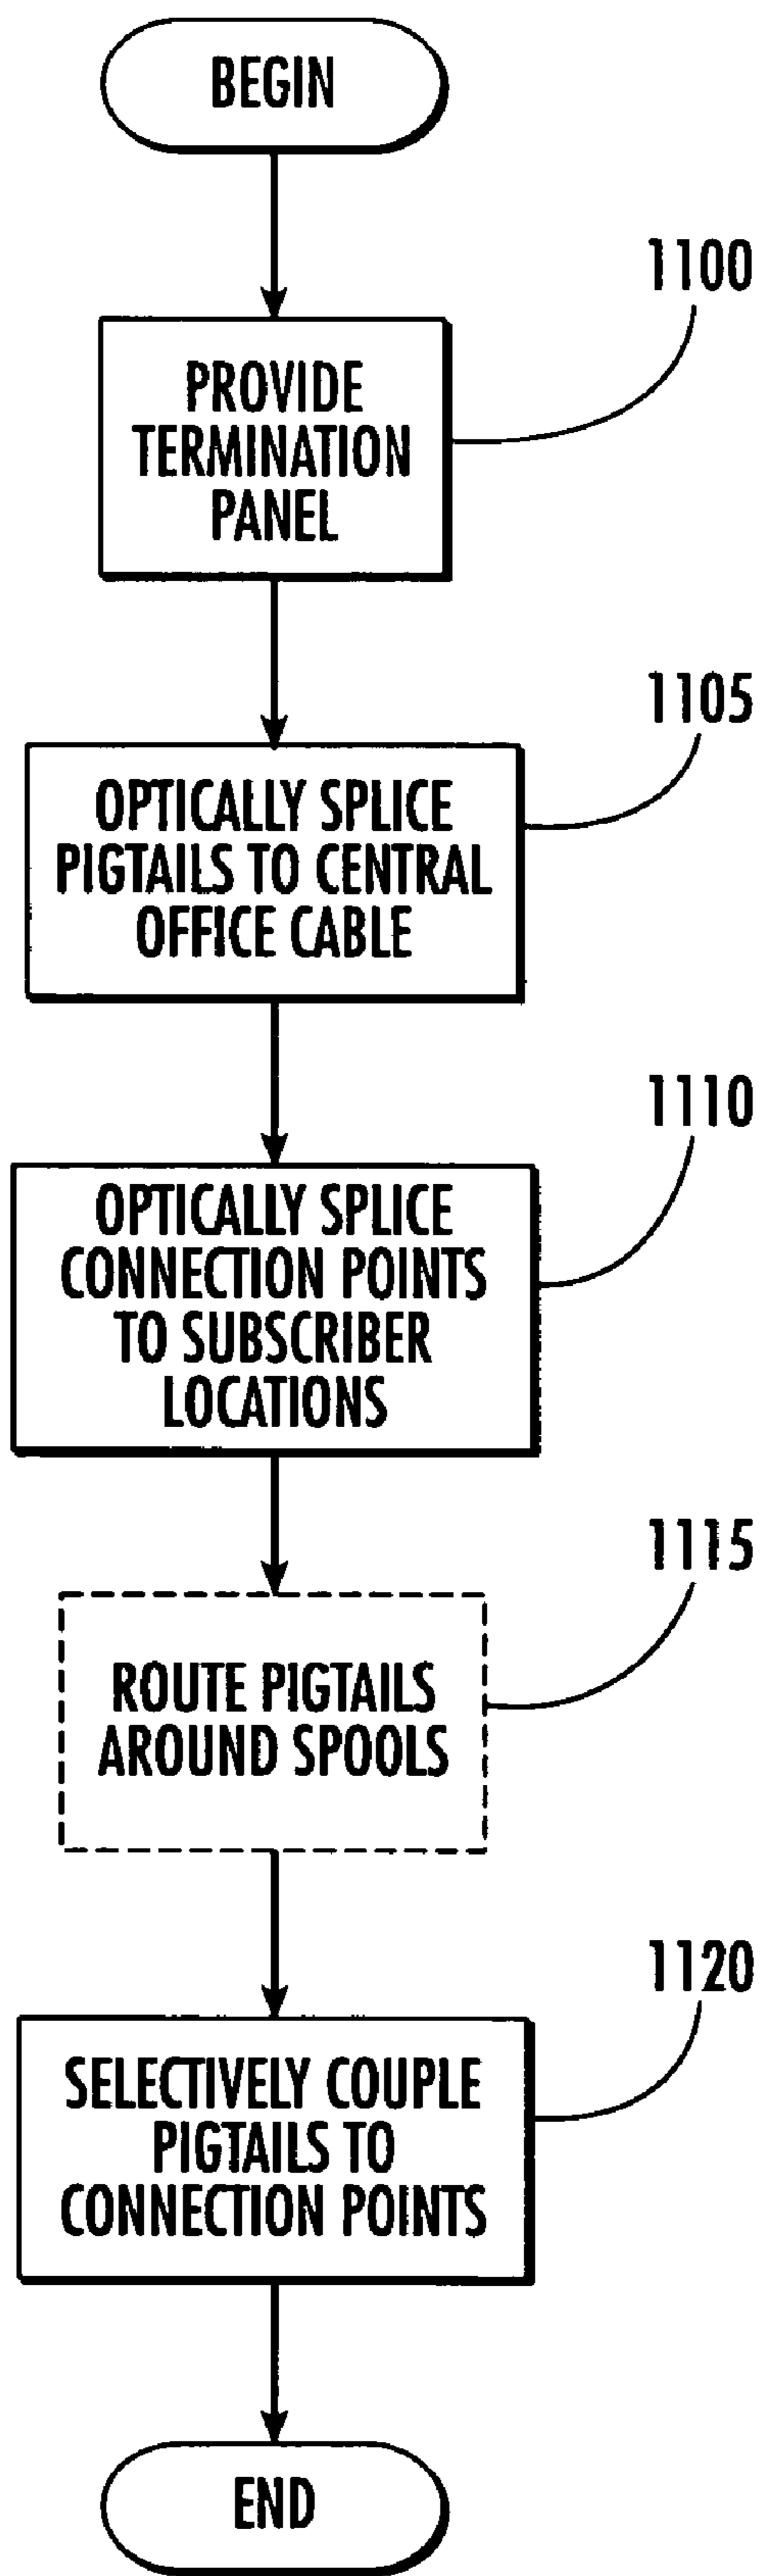 BEGIN
1100
PROVIDE
TERMINATION
PANEL
1105
OPTICALLY SPLICE
PIGTAILS TO CENTRAL
OFFICE CABLE
1110
OPTICALLY SPLICE
CONNECTION POINTS
TO SUBSCRIBER
LOCATIONS
1115
ROUTE PIGTAILS
AROUND SPOOLS
1120
SELECTIVELY COUPLE
PIGTAILS TO
CONNECTION POINTS
END